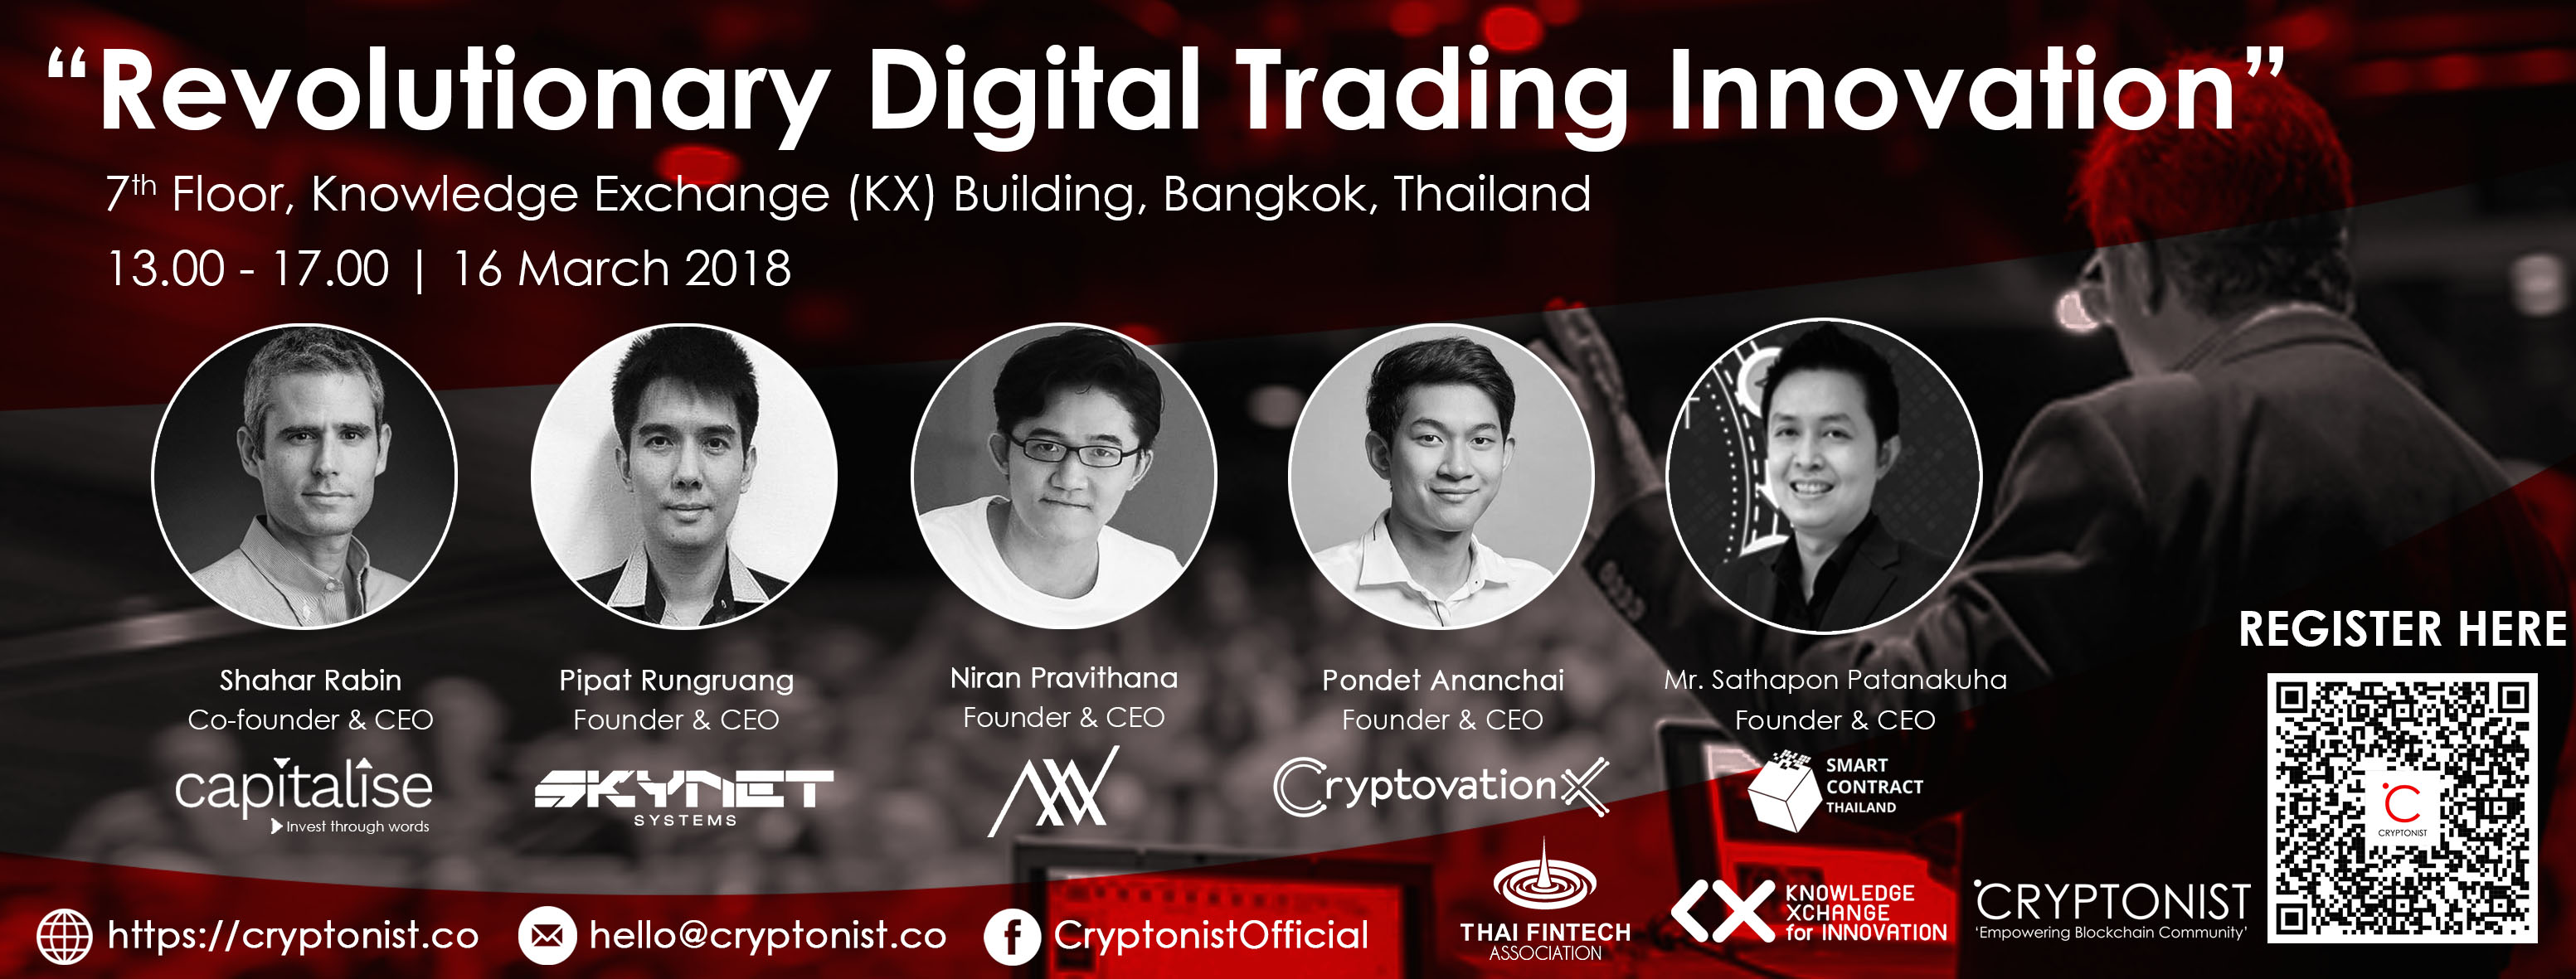 “Revolutionary Digital Trading Innovation”
7th Floor, Knowledge Exchange (KX) Building, Bangkok, Thailand
13.00 - 17.00 | 16 March 2018
Shahar Rabin
Co-founder & CEO
capitalise
Invest through words
Pipat Rungruang
Founder & CEO
SKYNET
SYSTEMS
Niran Pravithana
Founder & CEO
Pondet Ananchai
Founder & CEO
CryptovationX
Mr. Sathapon Patanakuha
Founder & CEO
SMART
CONTRACT
THAILAND
REGISTER HERE
CRYPTONIST
https://cryptonist.co
hello@cryptonist.co
CryptonistOfficial
THAI FINTECH
ASSOCIATION
KX
KNOWLEDGE
XCHANGE
for INNOVATION
CRYPTONIST
‘Empowering Blockchain Community’